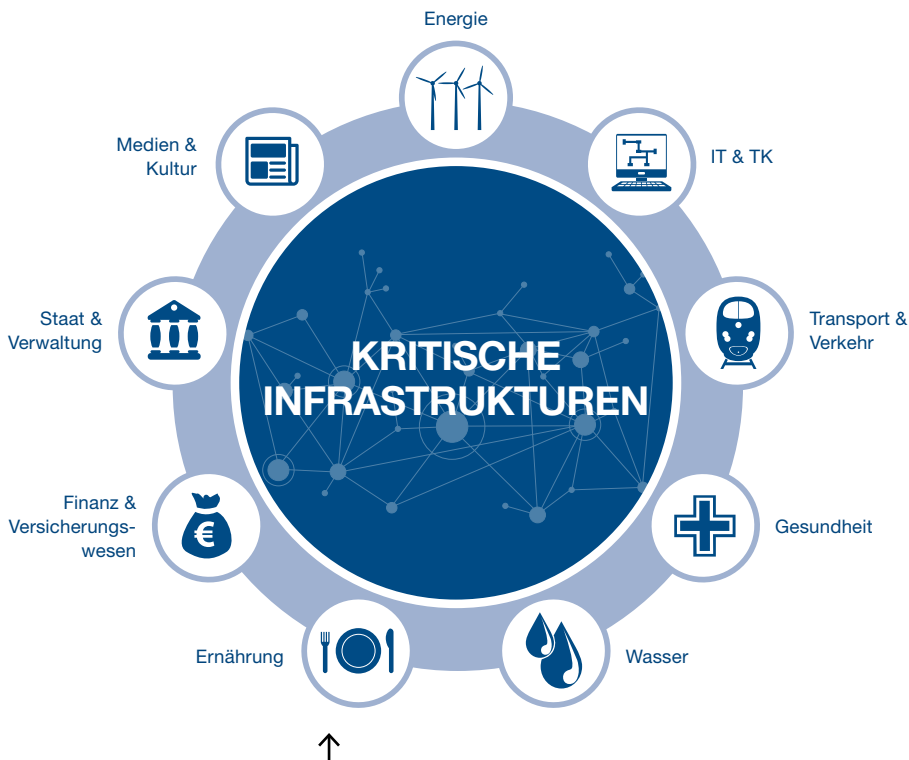 Energie
IT & TK
Transport &
Verkehr
Gesundheit
Wasser
Ernährung
Finanz &
Versicherungs-
wesen
€
Staat &
Verwaltung
Medien &
Kultur
KRITISCHE
INFRASTRUKTUREN